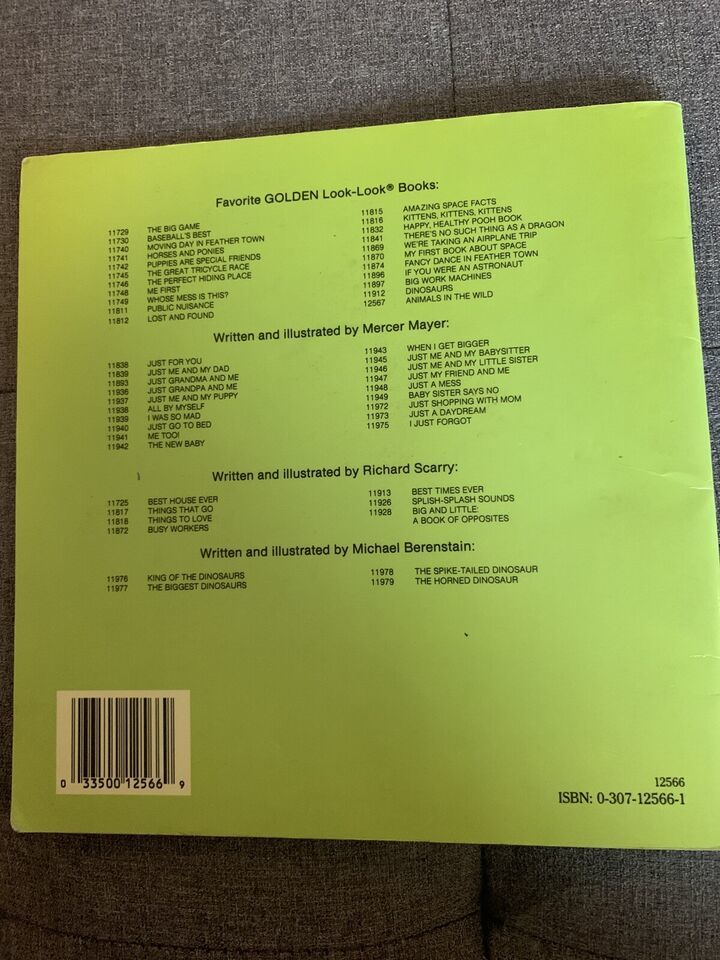 Favorite GOLDEN Look-Look® Books:
11729 THE BIG GAME
11730 BASEBALL'S BEST
11740 MOVING DAY IN FEATHER TOWN
11741 HORSES AND PONIES
11742 PUPPIES ARE SPECIAL FRIENDS
11745 THE GREAT TRICYCLE RACE
11746 THE PERFECT HIDING PLACE
11748 ME FIRST
11749 WHOSE MESS IS THIS?
11811 PUBLIC NUISANCE
11812 LOST AND FOUND
11815 AMAZING SPACE FACTS
11816 KITTENS, KITTENS, KITTENS
11832 HAPPY, HEALTHY POOH BOOK
11841 THERE'S NO SUCH THING AS A DRAGON
11869 WE'RE TAKING AN AIRPLANE TRIP
11870 MY FIRST BOOK ABOUT SPACE
11874 FANCY DANCE IN FEATHER TOWN
11896 IF YOU WERE AN ASTRONAUT
11897 BIG WORK MACHINES
11912 DINOSAURS
12567 ANIMALS IN THE WILD
Written and illustrated by Mercer Mayer:
11838 JUST FOR YOU
11839 JUST ME AND MY DAD
11893 JUST GRANDMA AND ME
11936 JUST GRANDPA AND ME
11937 JUST ME AND MY PUPPY
11938 ALL BY MYSELF
11939 I WAS SO MAD
11940 JUST GO TO BED
11941 ME TOO!
11942 THE NEW BABY
11943 WHEN I GET BIGGER
11945 JUST ME AND MY BABYSITTER
11946 JUST ME AND MY LITTLE SISTER
11947 JUST MY FRIEND AND ME
11948 JUST A MESS
11949 BABY SISTER SAYS NO
11972 JUST SHOPPING WITH MOM
11973 JUST A DAYDREAM
11975 I JUST FORGOT
Written and illustrated by Richard Scarry:
11725 BEST HOUSE EVER
11817 THINGS THAT GO
11818 THINGS TO LOVE
11872 BUSY WORKERS
11913 BEST TIMES EVER
11926 SPLISH-SPLASH SOUNDS
11928 BIG AND LITTLE:
A BOOK OF OPPOSITES
Written and illustrated by Michael Berenstain:
11976 KING OF THE DINOSAURS
11977 THE BIGGEST DINOSAURS
11978 THE SPIKE-TAILED DINOSAUR
11979 THE HORNED DINOSAUR
0 33500 12566 9
12566
ISBN: 0-307-12566-1